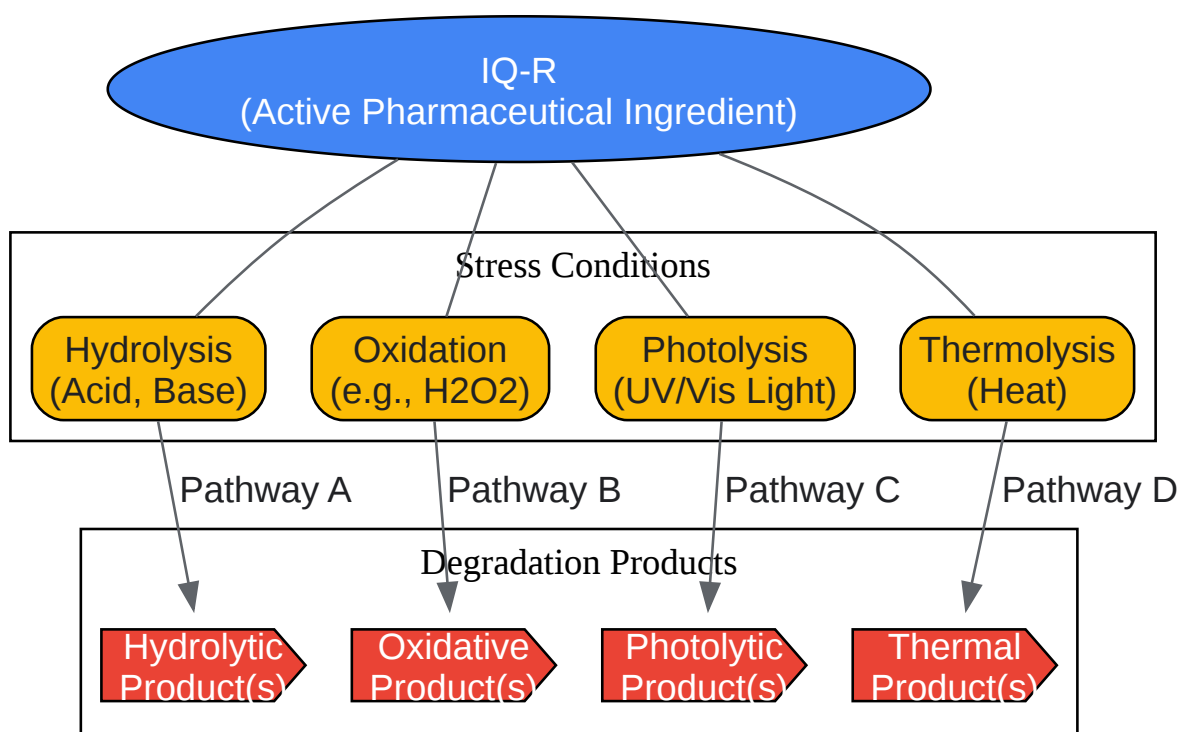 IQ-R
(Active Pharmaceutical Ingredient)
Stress Conditions
Hydrolysis
(Acid, Base)
Oxidation
(e.g., H2O2)
Photolysis
(UV/Vis Light)
Thermolysis
(Heat)
Pathway A
Pathway B
Pathway C
Pathway D
Degradation Products
Hydrolytic
Product(s)
Oxidative
Product(s)
Photolytic
Product(s)
Thermal
Product(s)